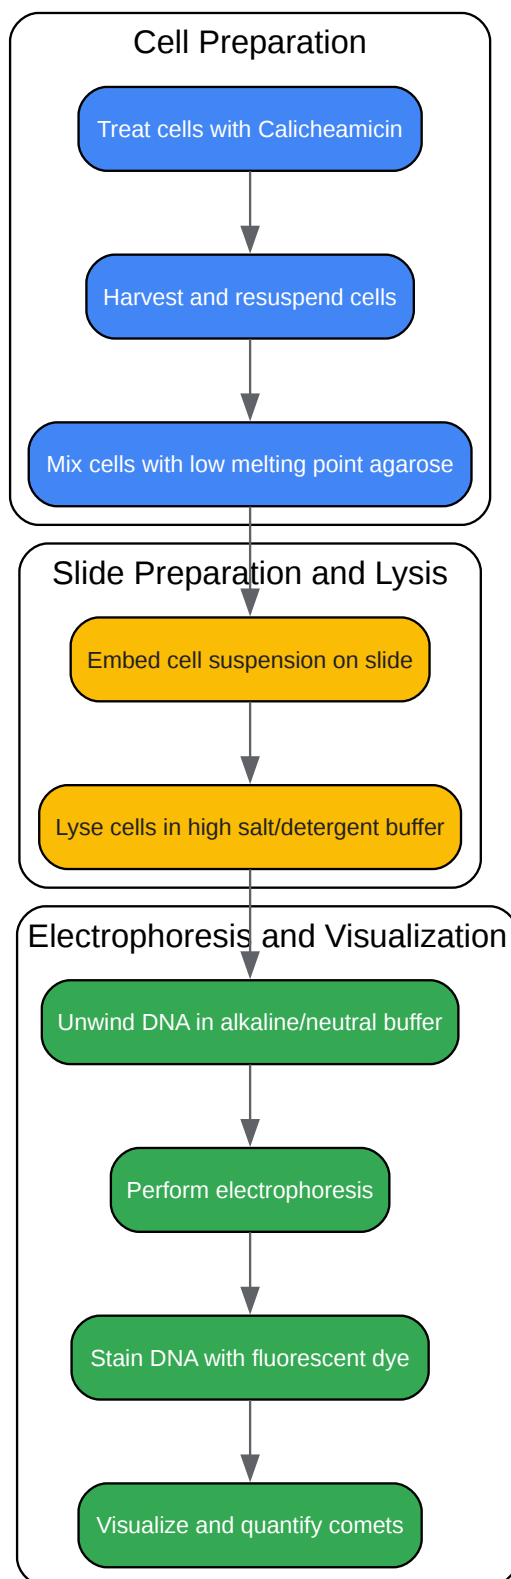 Cell Preparation
Treat cells with Calicheamicin
Harvest and resuspend cells
Mix cells with low melting point agarose
Slide Preparation and Lysis
Embed cell suspension on slide
Lyse cells in high salt/detergent buffer
Electrophoresis and Visualization
Unwind DNA in alkaline/neutral buffer
Perform electrophoresis
Stain DNA with fluorescent dye
Visualize and quantify comets